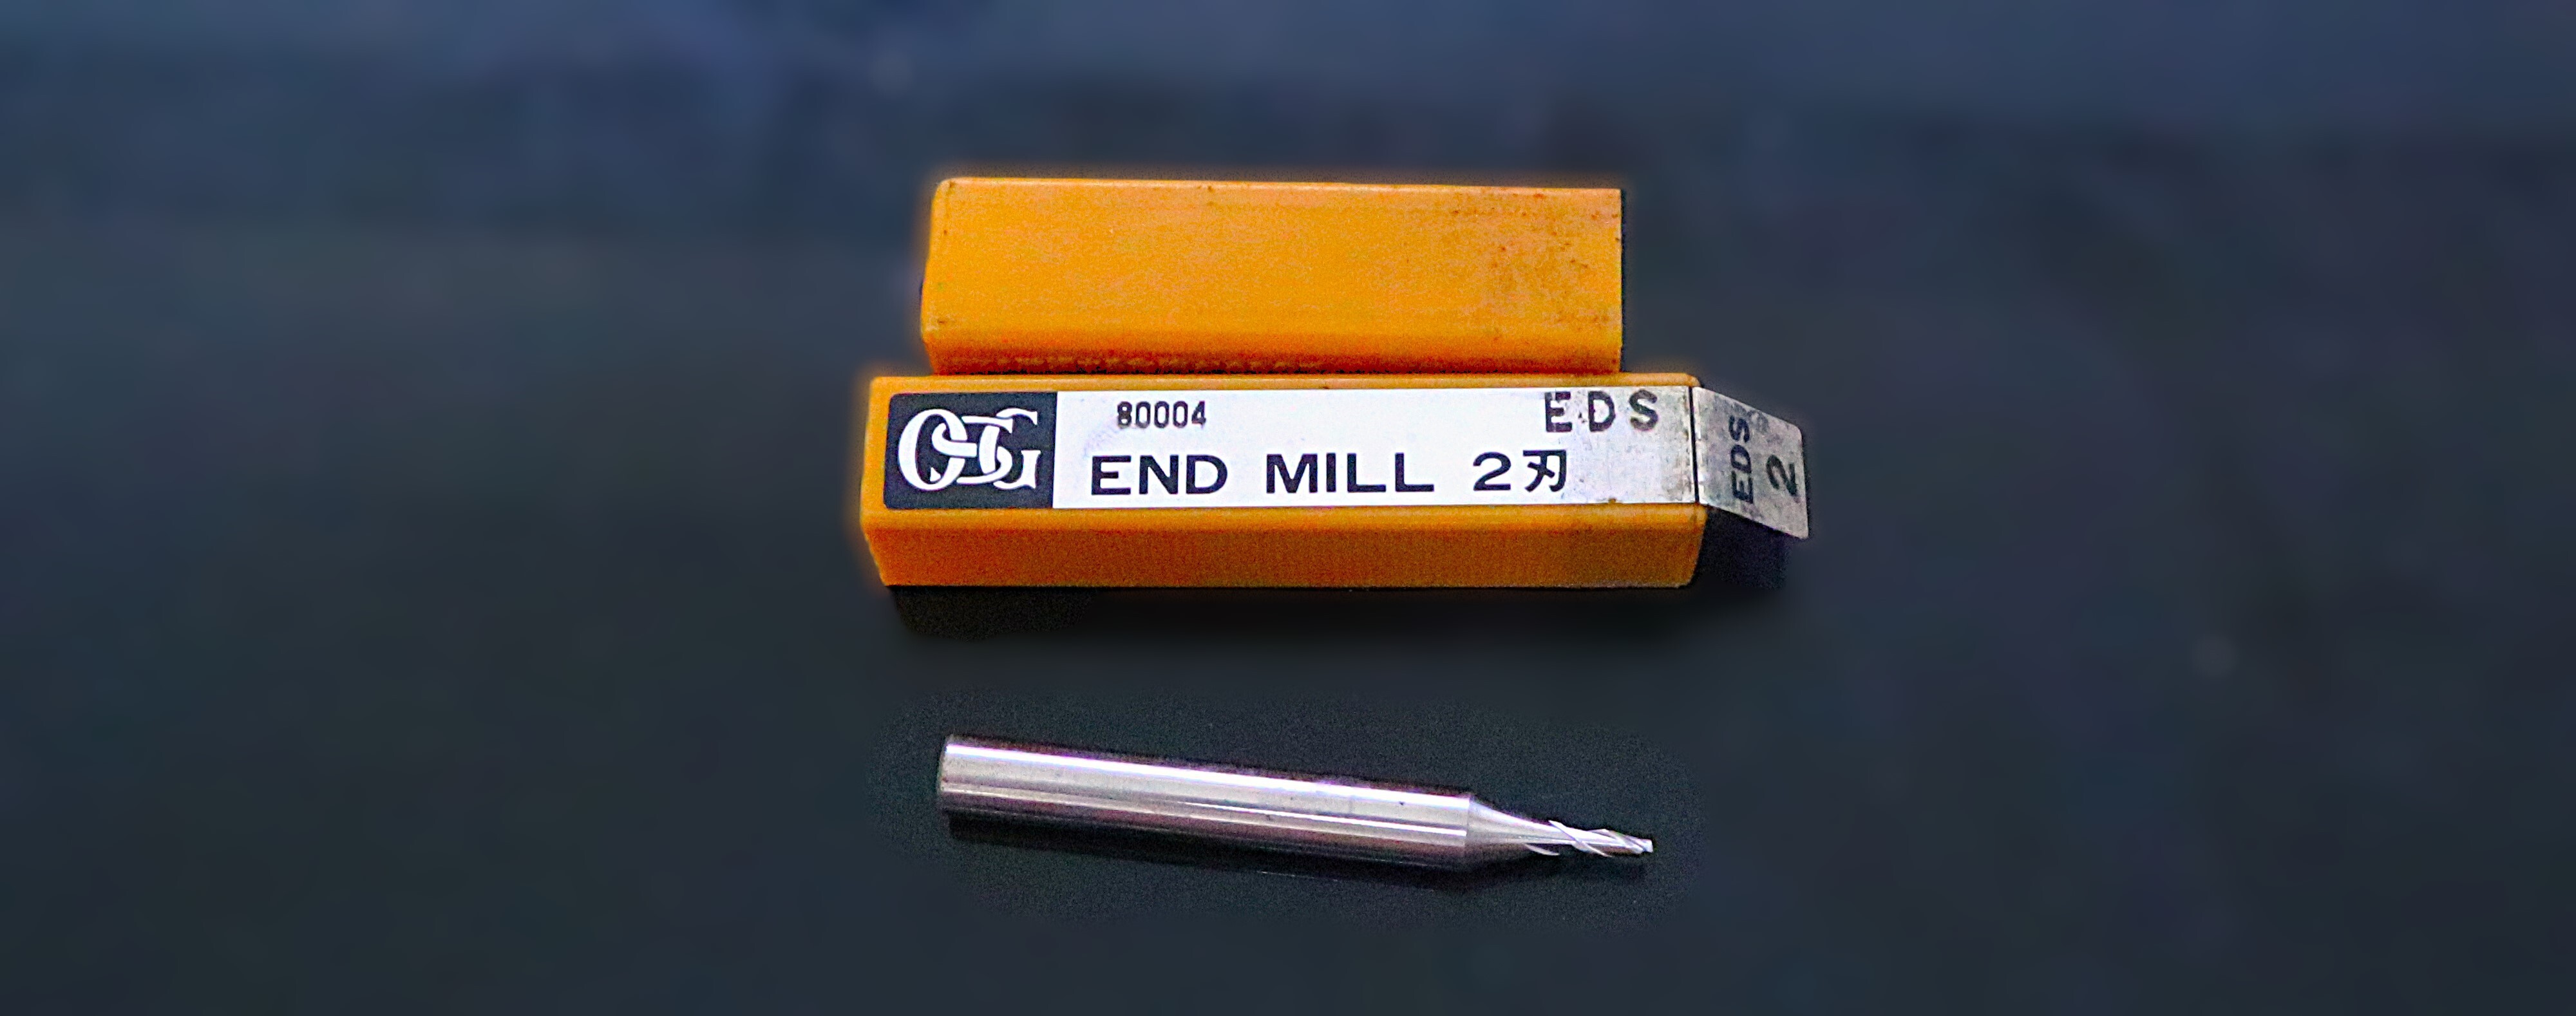 OSG
80004
EDS
END MILL 2刃
EDS
2